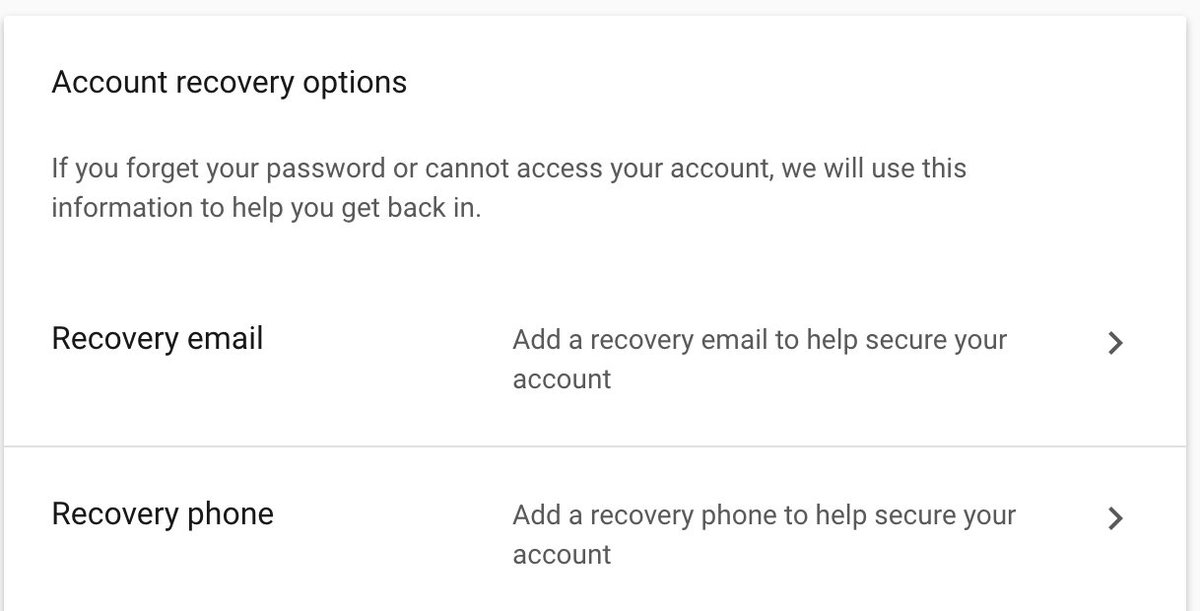 Account recovery options
If you forget your password or cannot access your account, we will use this
information to help you get back in.
Recovery email
Add a recovery email to help secure your
account
Recovery phone
Add a recovery phone to help secure your
account